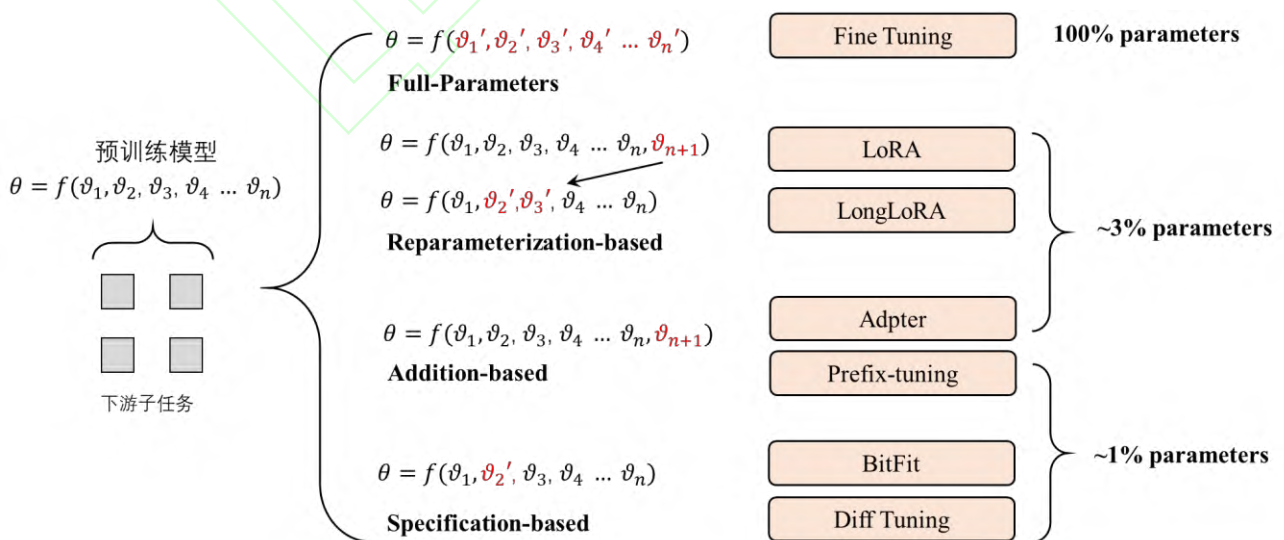 θ = f(ϑ₁′,ϑ₂′, ϑ₃′, ϑ₄′ … ϑₙ′)
Full-Parameters
Fine Tuning
100% parameters
预训练模型
θ = f(ϑ₁,ϑ₂, ϑ₃, ϑ₄ … ϑₙ)
下游子任务
θ = f(ϑ₁,ϑ₂, ϑ₃, ϑ₄ … ϑₙ,ϑₙ₊₁)
θ = f(ϑ₁,ϑ₂′,ϑ₃′, ϑ₄ … ϑₙ)
Reparameterization-based
LoRA
LongLoRA
~3% parameters
θ = f(ϑ₁,ϑ₂, ϑ₃, ϑ₄ … ϑₙ,ϑₙ₊₁)
Addition-based
Adpter
Prefix-tuning
θ = f(ϑ₁,ϑ₂′, ϑ₃, ϑ₄ … ϑₙ)
Specification-based
BitFit
Diff Tuning
~1% parameters